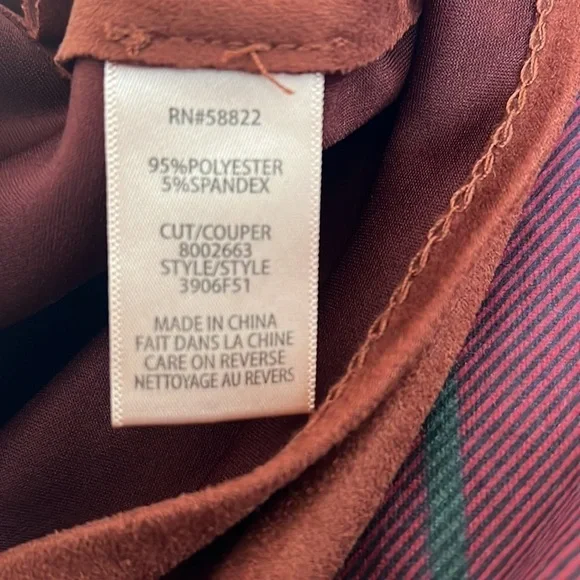 RN#58822
95%POLYESTER
5%SPANDEX
CUT/COUPER
8002663
STYLE/STYLE
3906F51
MADE IN CHINA
FAIT DANS LA CHINE
CARE ON REVERSE
NETTOYAGE AU REVERS